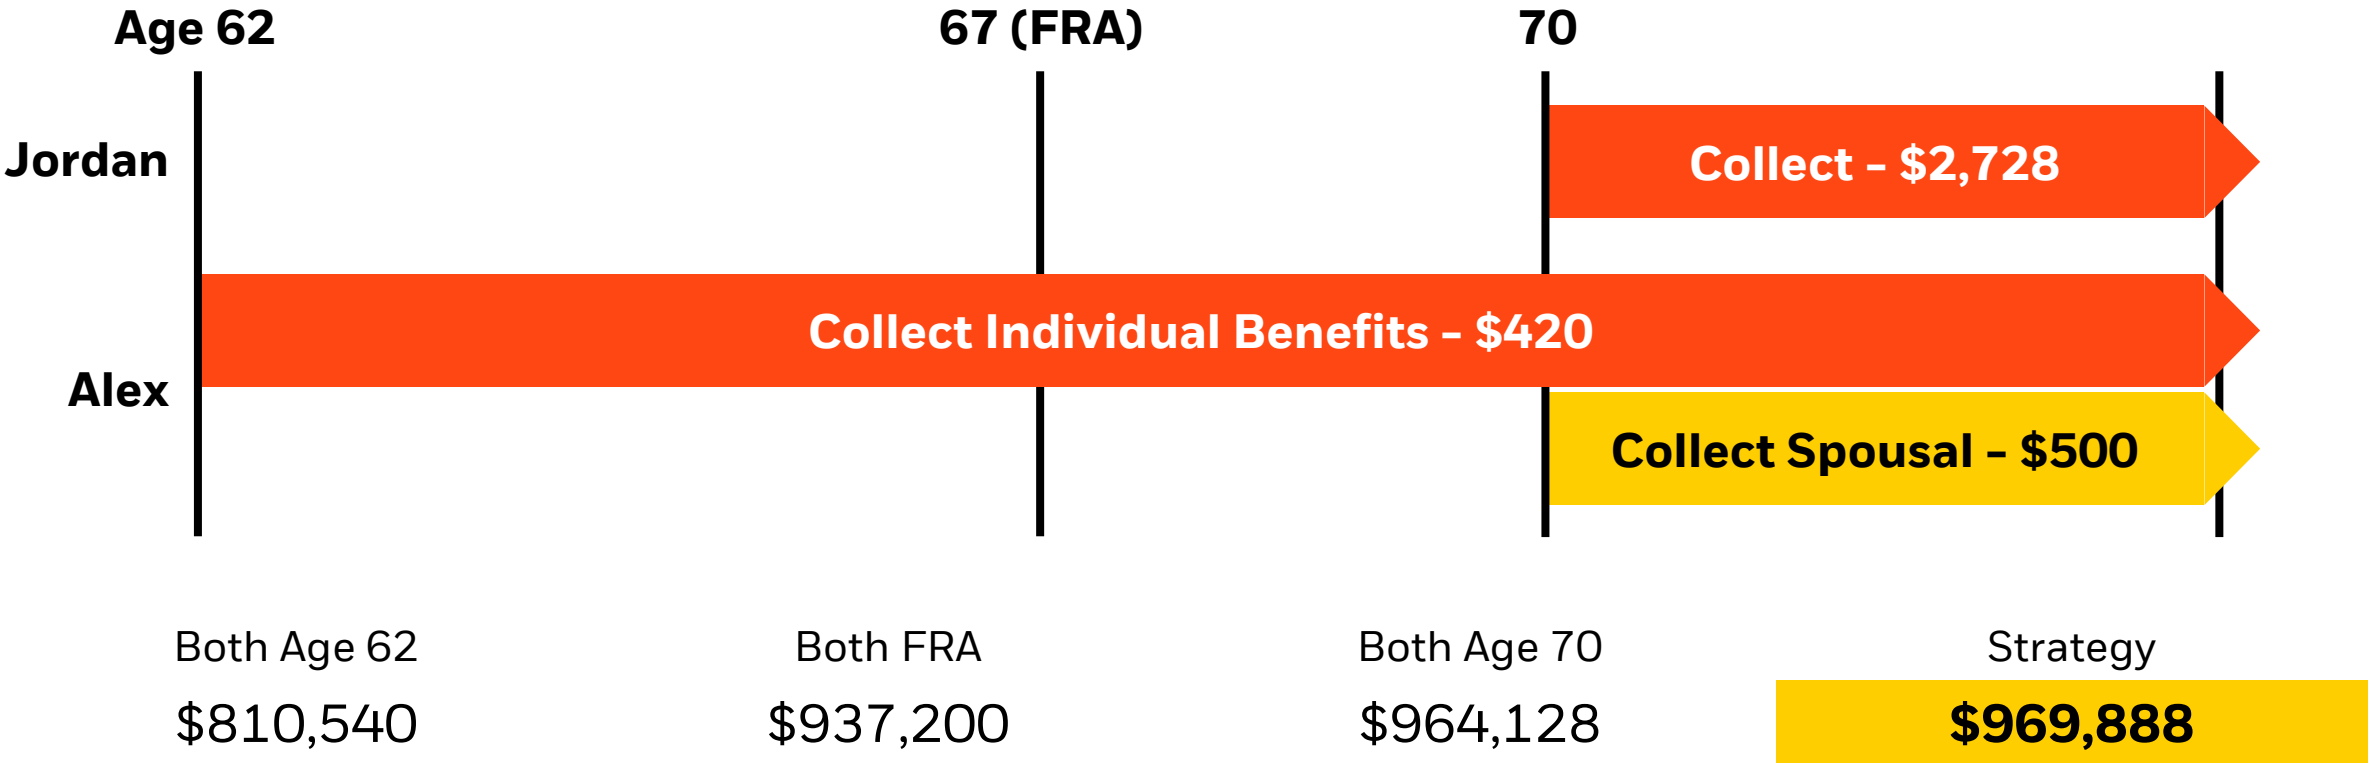 Age 62
67 (FRA)
70
Jordan
Collect - $2,728
Collect Individual Benefits - $420
Alex
Collect Spousal - $500
Both Age 62
Both FRA
Both Age 70
Strategy
$810,540
$937,200
$964,128
$969,888